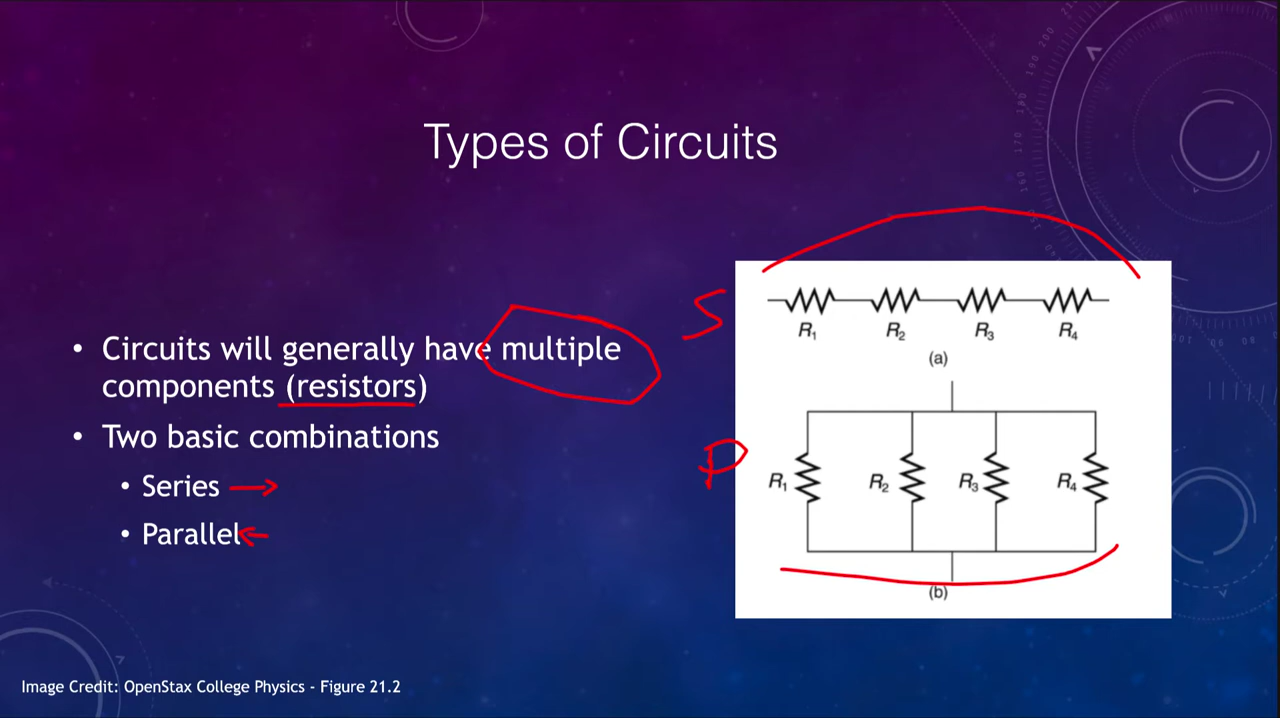 Types of Circuits
• Circuits will generally have multiple
components (resistors)
• Two basic combinations
• Series
• Parallel
S
R₁ R₂ R₃ R₄
(a)
P
R₁ R₂ R₃ R₄
(b)
Image Credit: OpenStax College Physics - Figure 21.2